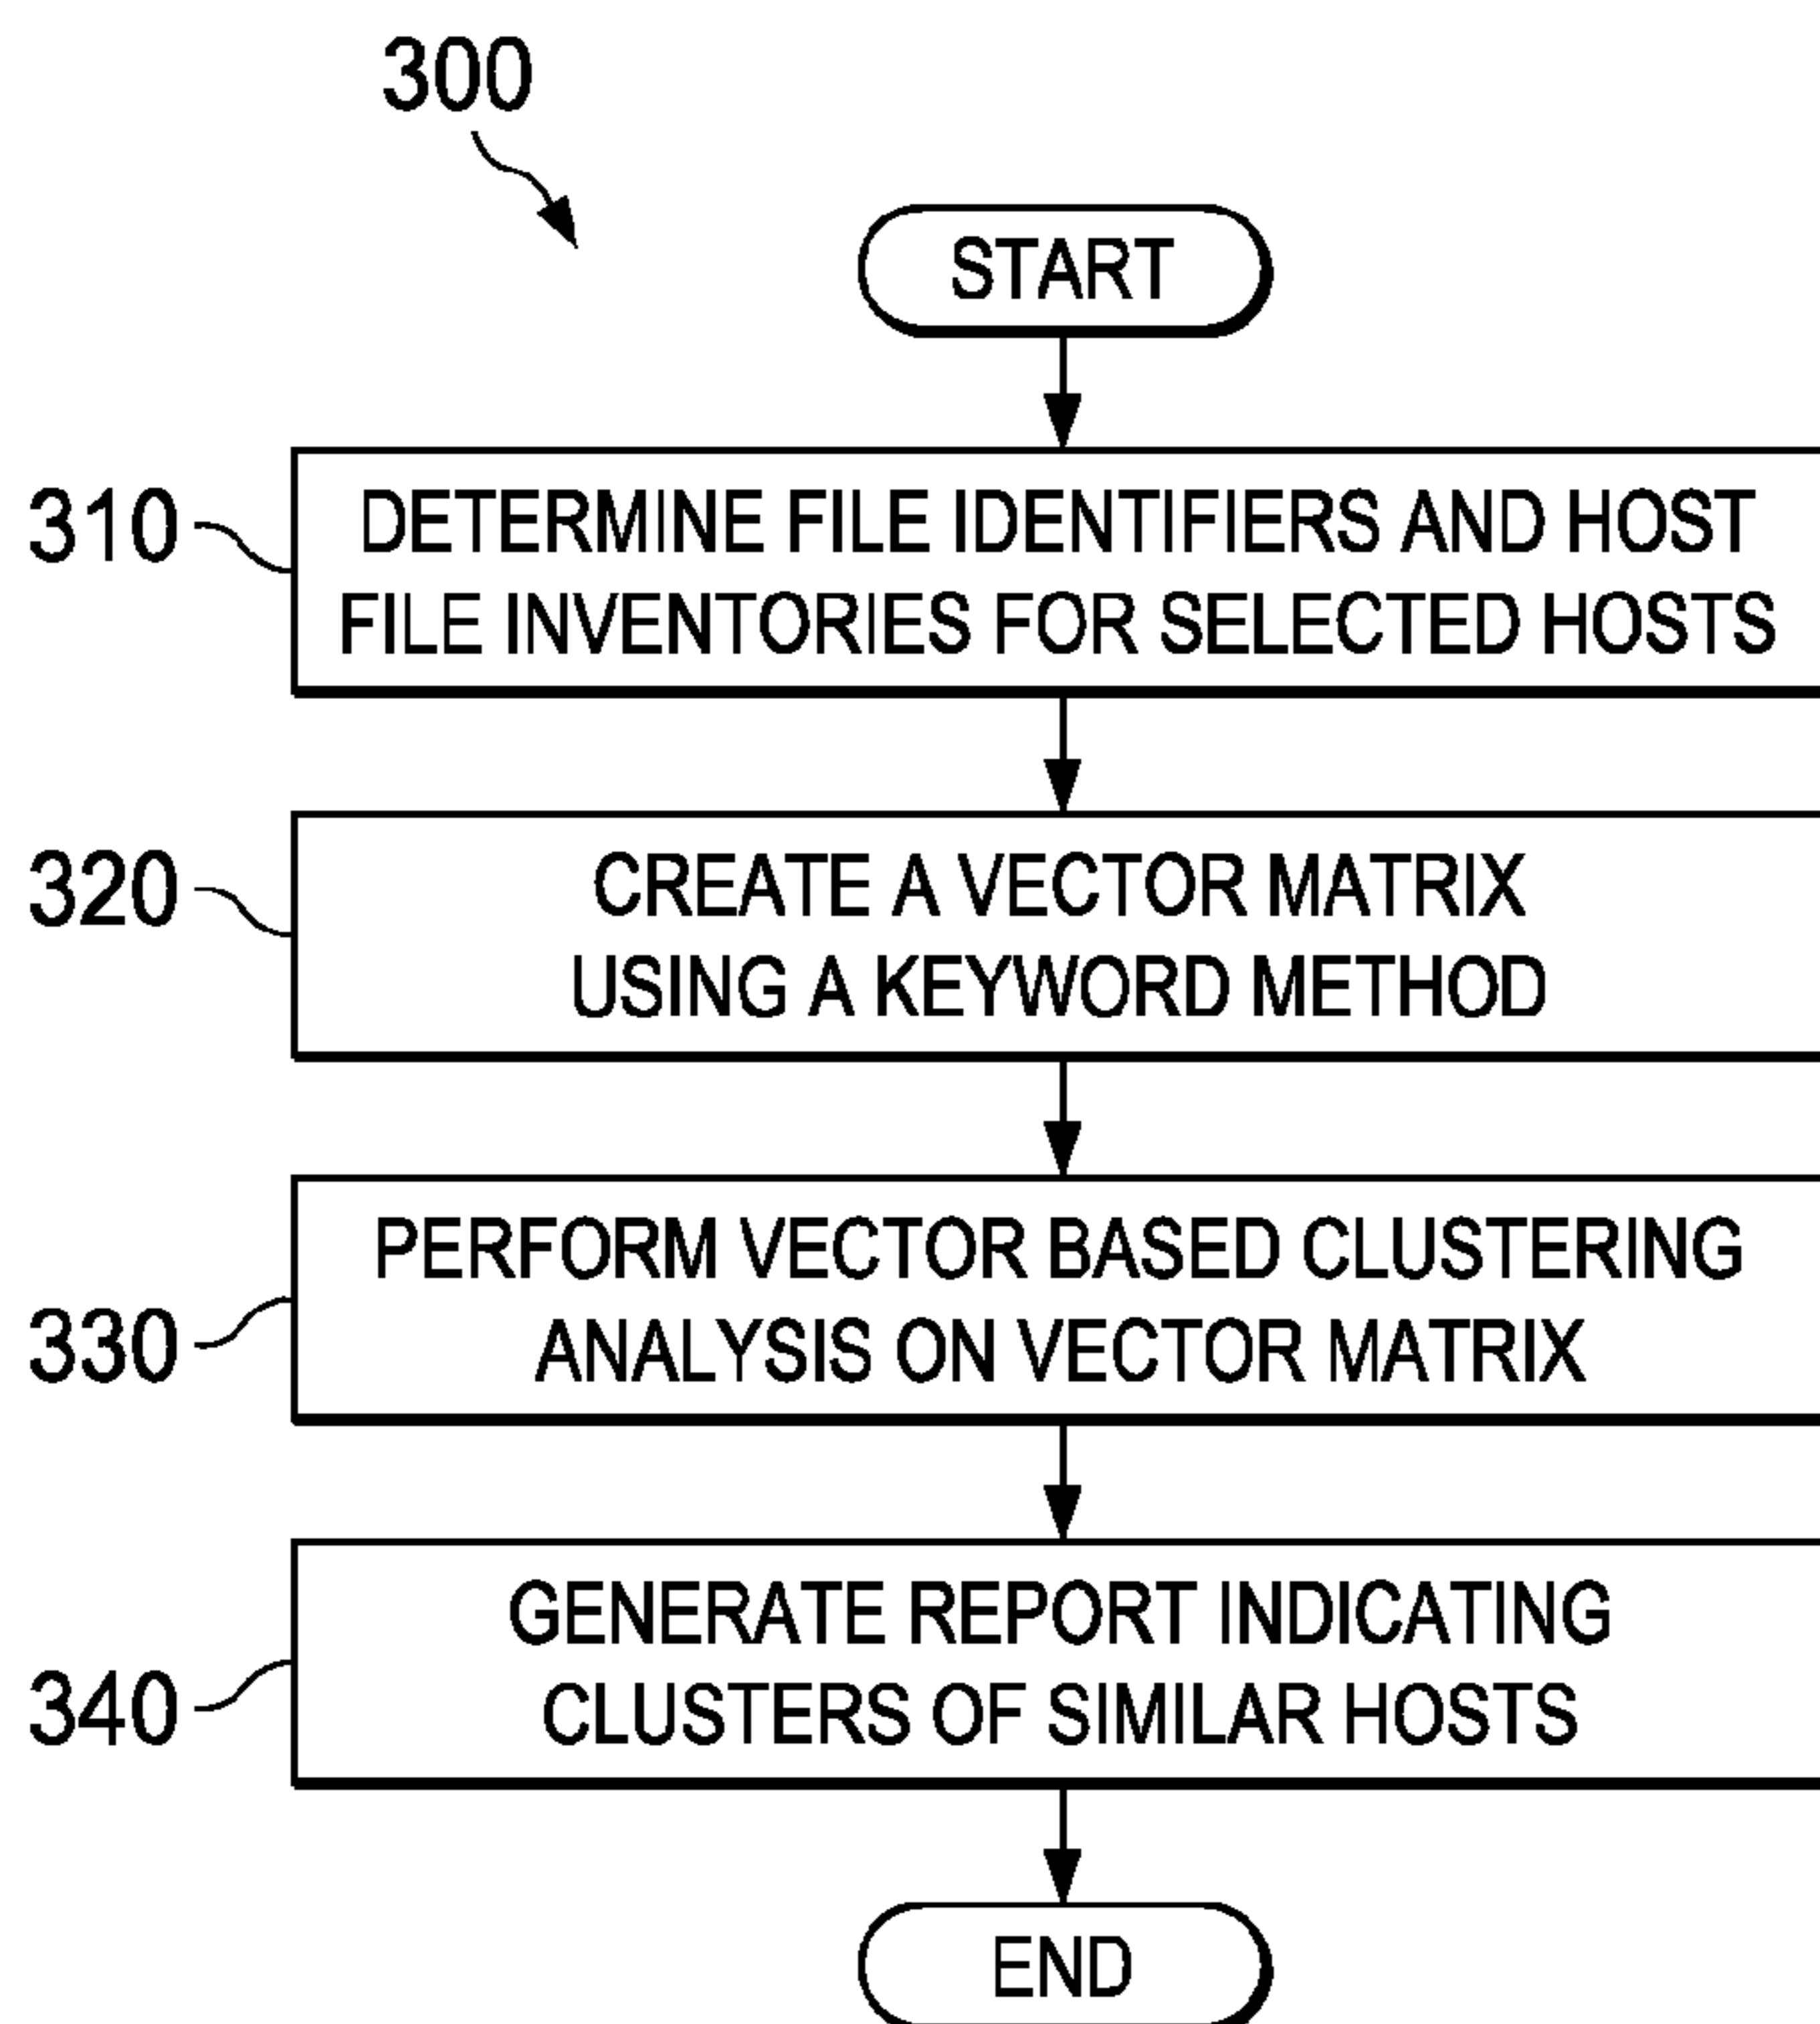 300
START
310
DETERMINE FILE IDENTIFIERS AND HOST
FILE INVENTORIES FOR SELECTED HOSTS
320
CREATE A VECTOR MATRIX
USING A KEYWORD METHOD
330
PERFORM VECTOR BASED CLUSTERING
ANALYSIS ON VECTOR MATRIX
340
GENERATE REPORT INDICATING
CLUSTERS OF SIMILAR HOSTS
END